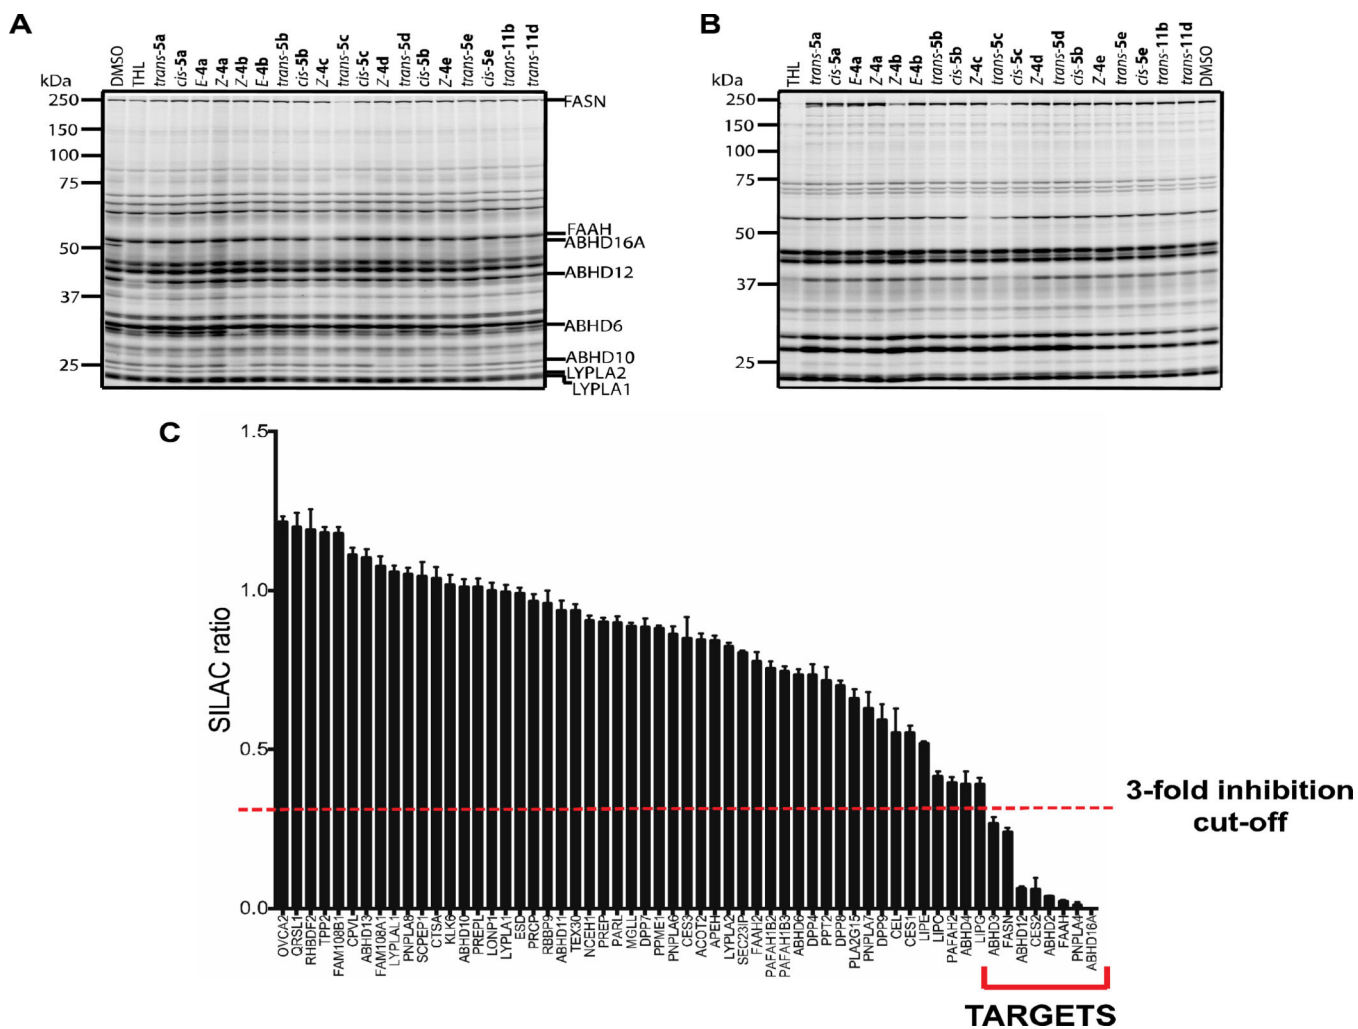 A
DMSO
THL
trans-5a
cis-5a
E-4a
Z-4a
Z-4b
E-4b
trans-5b
cis-5b
Z-4c
trans-5c
cis-5c
Z-4d
trans-5d
cis-5b
Z-4e
trans-5e
cis-5e
trans-11b
trans-11d
kDa
250
150
100
75
50
37
25
FASN
FAAH
ABHD16A
ABHD12
ABHD6
ABHD10
LYPLA2
LYPLA1
B
THL
trans-5a
cis-5a
E-4a
Z-4a
Z-4b
E-4b
trans-5b
cis-5b
Z-4c
trans-5c
cis-5c
Z-4d
trans-5d
cis-5b
Z-4e
trans-5e
cis-5e
trans-11b
trans-11d
DMSO
kDa
250
150
100
75
50
37
25
C
SILAC ratio
1.5
1.0
0.5
0.0
3-fold inhibition
cut-off
OVCA2
QRSL1
RHBDF2
TPP2
FAM108B1
CPVL
ABHD13
FAM108A1
LYPLAL1
PNPLA8
SCPEP1
CTSA
KLK6
ABHD10
PREPL
LONP1
LYPLA1
ESD
PRCP
RBBP9
ABHD11
TEX30
NCEH1
PREP
PARL
MGLL
DPP7
PPME1
PNPLA6
CES3
ACOT2
APEH
LYPLA2
SEC23IP
FAAH2
PAFAH1B2
PAFAH1B3
ABHD6
DPP4
PPT2
DPP8
PLA2G15
PNPLA7
DPP9
CEL
CES1
LIPE
LIPC
PAFAH2
ABHD4
LIPG
ABHD3
FASN
ABHD12
CES2
ABHD2
FAAH
PNPLA4
ABHD16A
TARGETS